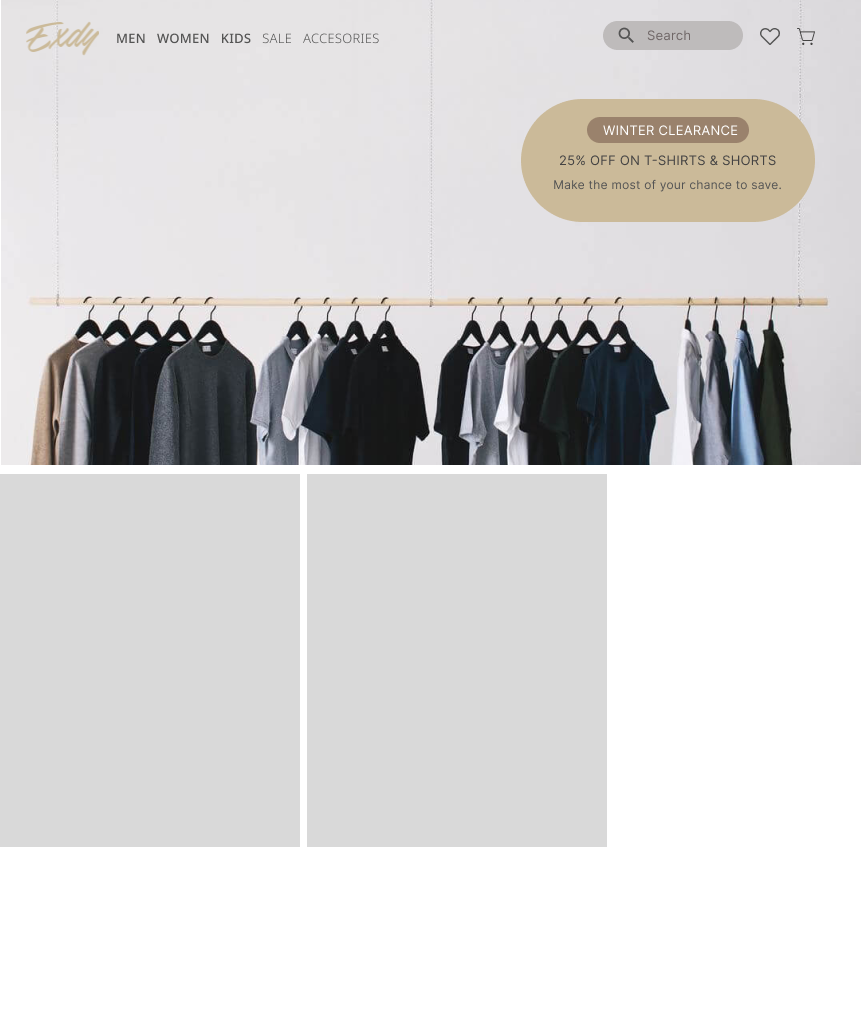 Exdy MEN WOMEN KIDS SALE ACCESORIES Search
WINTER CLEARANCE
25% OFF ON T-SHIRTS & SHORTS
Make the most of your chance to save.